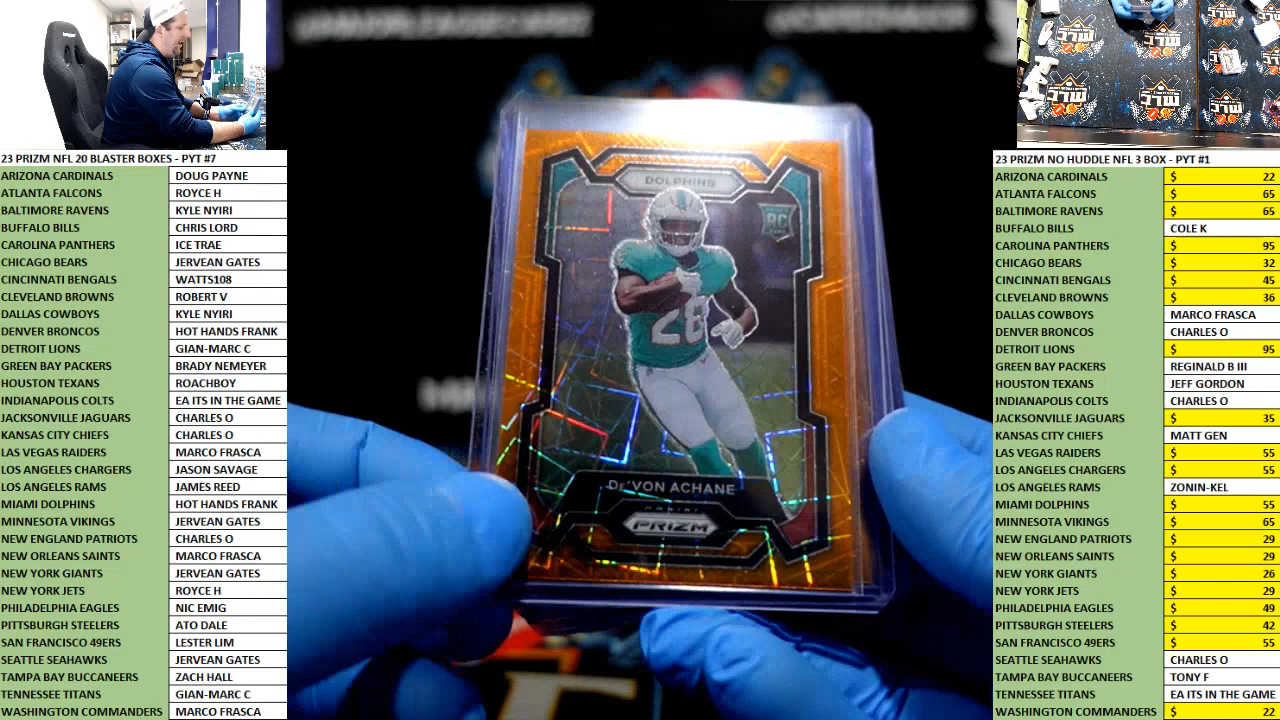 23 PRIZM NFL 20 BLASTER BOXES - PYT #7
ARIZONA CARDINALS DOUG PAYNE
ATLANTA FALCONS ROYCE H
BALTIMORE RAVENS KYLE NYIRI
BUFFALO BILLS CHRIS LORD
CAROLINA PANTHERS ICE TRAE
CHICAGO BEARS JERVEAN GATES
CINCINNATI BENGALS WATTS108
CLEVELAND BROWNS ROBERT V
DALLAS COWBOYS KYLE NYIRI
DENVER BRONCOS HOT HANDS FRANK
DETROIT LIONS GIAN-MARC C
GREEN BAY PACKERS BRADY NEMEYER
HOUSTON TEXANS ROACHBOY
INDIANAPOLIS COLTS EA ITS IN THE GAME
JACKSONVILLE JAGUARS CHARLES O
KANSAS CITY CHIEFS CHARLES O
LAS VEGAS RAIDERS MARCO FRASCA
LOS ANGELES CHARGERS JASON SAVAGE
LOS ANGELES RAMS JAMES REED
MIAMI DOLPHINS HOT HANDS FRANK
MINNESOTA VIKINGS JERVEAN GATES
NEW ENGLAND PATRIOTS CHARLES O
NEW ORLEANS SAINTS MARCO FRASCA
NEW YORK GIANTS JERVEAN GATES
NEW YORK JETS ROYCE H
PHILADELPHIA EAGLES NIC EMIG
PITTSBURGH STEELERS ATO DALE
SAN FRANCISCO 49ERS LESTER LIM
SEATTLE SEAHAWKS JERVEAN GATES
TAMPA BAY BUCCANEERS ZACH HALL
TENNESSEE TITANS GIAN-MARC C
WASHINGTON COMMANDERS MARCO FRASCA
DOLPHINS
RC
28
DE'VON ACHANE
PANINI
PRIZM
23 PRIZM NO HUDDLE NFL 3 BOX - PYT #1
ARIZONA CARDINALS $ 22
ATLANTA FALCONS $ 65
BALTIMORE RAVENS $ 65
BUFFALO BILLS COLE K
CAROLINA PANTHERS $ 95
CHICAGO BEARS $ 32
CINCINNATI BENGALS $ 45
CLEVELAND BROWNS $ 36
DALLAS COWBOYS MARCO FRASCA
DENVER BRONCOS CHARLES O
DETROIT LIONS $ 95
GREEN BAY PACKERS REGINALD B III
HOUSTON TEXANS JEFF GORDON
INDIANAPOLIS COLTS CHARLES O
JACKSONVILLE JAGUARS $ 35
KANSAS CITY CHIEFS MATT GEN
LAS VEGAS RAIDERS $ 55
LOS ANGELES CHARGERS $ 55
LOS ANGELES RAMS ZONIN-KEL
MIAMI DOLPHINS $ 55
MINNESOTA VIKINGS $ 65
NEW ENGLAND PATRIOTS $ 29
NEW ORLEANS SAINTS $ 29
NEW YORK GIANTS $ 26
NEW YORK JETS $ 29
PHILADELPHIA EAGLES $ 49
PITTSBURGH STEELERS $ 42
SAN FRANCISCO 49ERS $ 55
SEATTLE SEAHAWKS CHARLES O
TAMPA BAY BUCCANEERS TONY F
TENNESSEE TITANS EA ITS IN THE GAME
WASHINGTON COMMANDERS $ 22